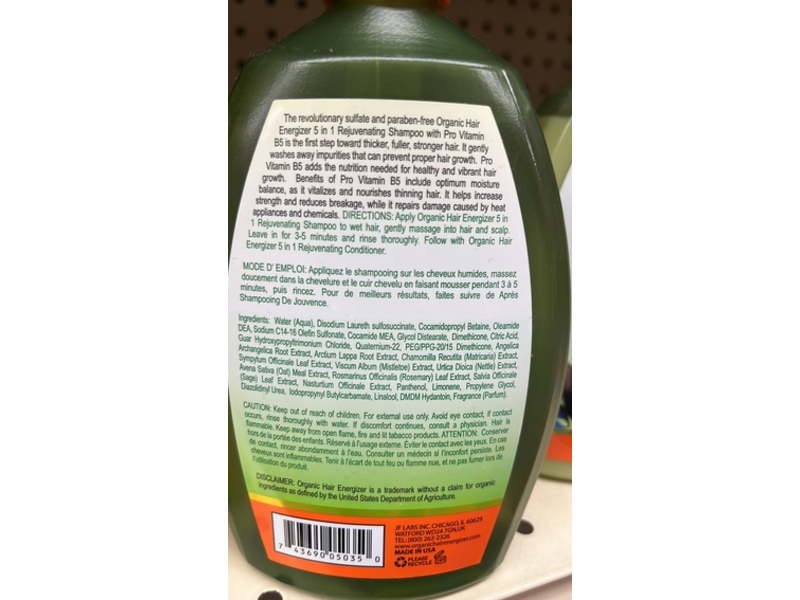 The revolutionary sulfate and paraben-free Organic Hair
Energizer 5 in 1 Rejuvenating Shampoo with Pro Vitamin
B5 is the first step toward thicker, fuller, stronger hair. It gently
washes away impurities that can prevent proper hair growth. Pro
Vitamin B5 adds the nutrition needed for healthy and vibrant hair
growth. Benefits of Pro Vitamin B5 include optimum moisture
balance, as it vitalizes and nourishes thinning hair. It helps increase
strength and reduces breakage, while it repairs damage caused by heat
appliances and chemicals. DIRECTIONS: Apply Organic Hair Energizer 5 in
1 Rejuvenating Shampoo to wet hair, gently massage into hair and scalp.
Leave in for 3-5 minutes and rinse thoroughly. Follow with Organic Hair
Energizer 5 in 1 Rejuvenating Conditioner.
MODE D' EMPLOI: Appliquez le shampooing sur les cheveux humides, massez
doucement dans la chevelure et le cuir chevelu en faisant mousser pendant 3 à 5
minutes, puis rincez. Pour de meilleurs résultats, faites suivre de Aprés
Shampooing De Jouvence.
Ingredients: Water (Aqua), Disodium Laureth sulfosuccinate, Cocamidopropyl Betaine, Oleamide
DEA, Sodium C14-16 Olefin Sulfonate, Cocamide MEA, Glycol Distearate, Dimethicone, Citric Acid,
Guar Hydroxypropyltrimonium Chloride, Quaternium-22, PEG/PPG-20/15 Dimethicone, Angelica
Archangelica Root Extract, Arctium Lappa Root Extract, Chamomilla Recutita (Matricaria) Extract,
Sympytum Officinale Leaf Extract, Viscum Album (Mistletoe) Extract, Urtica Dioica (Nettle) Extract,
Avena Sativa (Oat) Meal Extract, Rosmarinus Officinalis (Rosemary) Leaf Extract, Salvia Officinale
(Sage) Leaf Extract, Nasturtium Officinale Extract, Panthenol, Limonene, Propylene Glycol,
Diazolidinyl Urea, Iodopropynyl Butylcarbamate, Linalool, DMDM Hydantoin, Fragrance (Parfum).
CAUTION: Keep out of reach of children. For external use only. Avoid eye contact, if contact
occurs, rinse thoroughly with water. If discomfort continues, consult a physician. Hair is
flammable. Keep away from open flame, fire and lit tobacco products. ATTENTION: Conserver
hors de la portée des enfants. Réservé à l'usage externe. Éviter le contact avec les yeux. En cas
de contact, rincer abondamment à l'eau. Consulter un médecin si l'inconfort persiste. Les
cheveux sont inflammables. Tenir à l'écart de tout feu ou flamme nue, et ne pas fumer lors de
l'utilisation du produit.
DISCLAIMER: Organic Hair Energizer is a trademark without a claim for organic
ingredients as defined by the United States Department of Agriculture.
JF LABS INC. CHICAGO, IL 60629
WATFORD WD24 7GN,UK
TEL: (800) 262-2326
www.organichairenergizer.com
MADE IN USA
PLEASE
RECYCLE
7 43690 05035 0